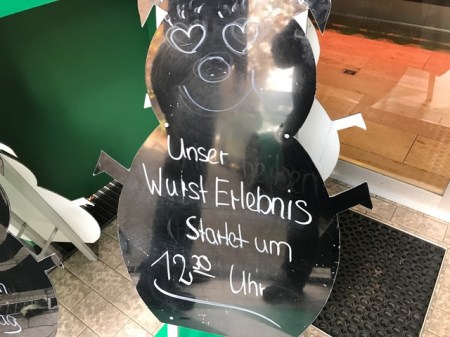 Unser
Wurst Erlebnis
Startet um
12³⁰ Uhr